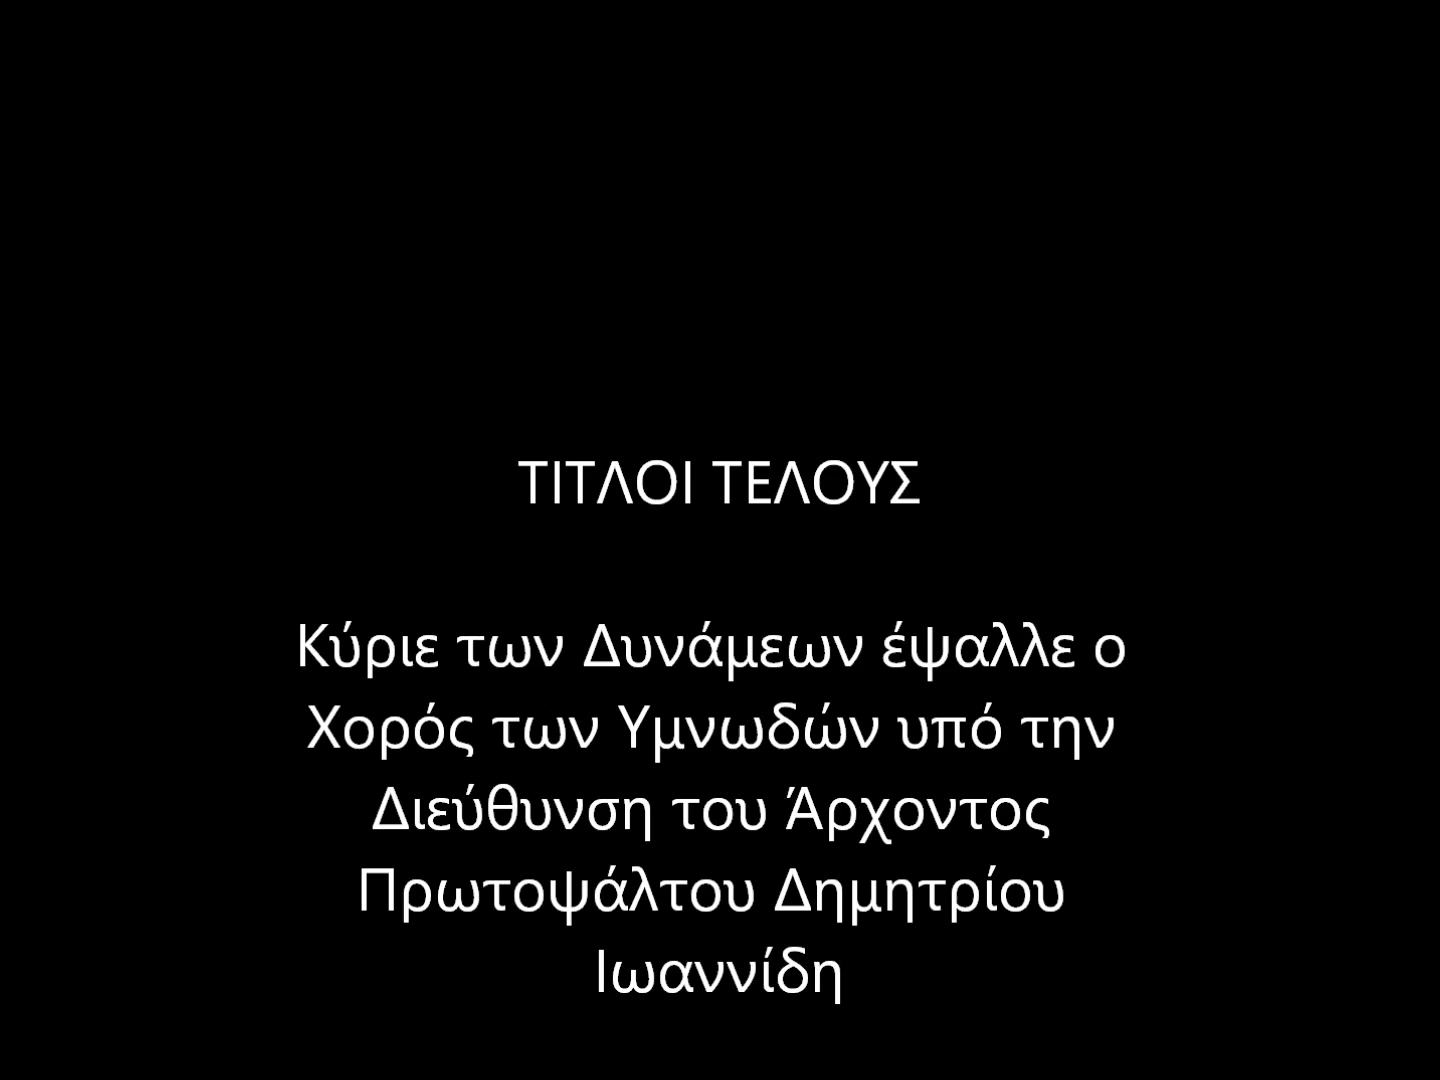 ΤΙΤΛΟΙ ΤΕΛΟΥΣ
Κύριε των Δυνάμεων έψαλλε ο
Χορός των Υμνωδών υπό την
Διεύθυνση του Άρχοντος
Πρωτοψάλτου Δημητρίου
Ιωαννίδη